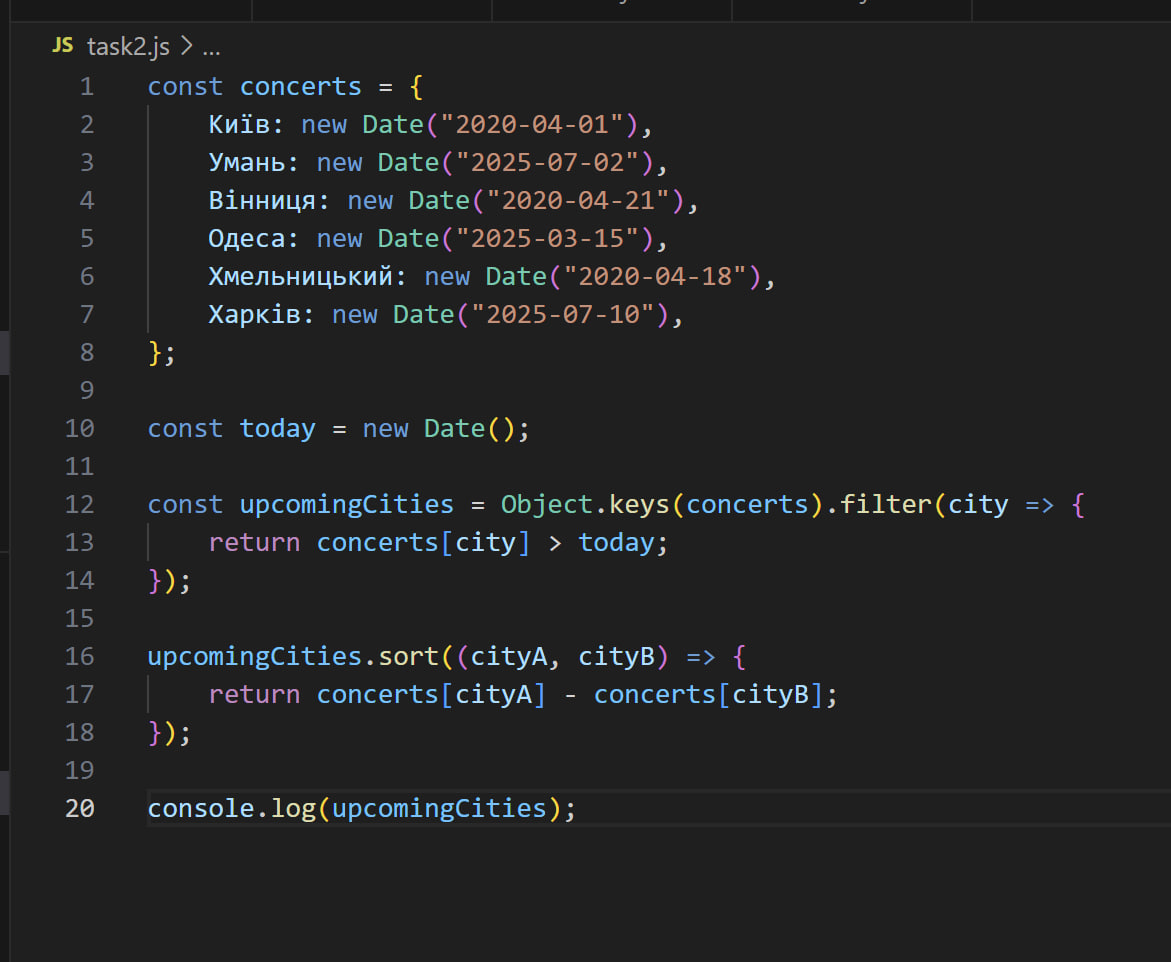 JS task2.js > ...
1 const concerts = {
2     Київ: new Date("2020-04-01"),
3     Умань: new Date("2025-07-02"),
4     Вінниця: new Date("2020-04-21"),
5     Одеса: new Date("2025-03-15"),
6     Хмельницький: new Date("2020-04-18"),
7     Харків: new Date("2025-07-10"),
8 };
9
10 const today = new Date();
11
12 const upcomingCities = Object.keys(concerts).filter(city => {
13     return concerts[city] > today;
14 });
15
16 upcomingCities.sort((cityA, cityB) => {
17     return concerts[cityA] - concerts[cityB];
18 });
19
20 console.log(upcomingCities);